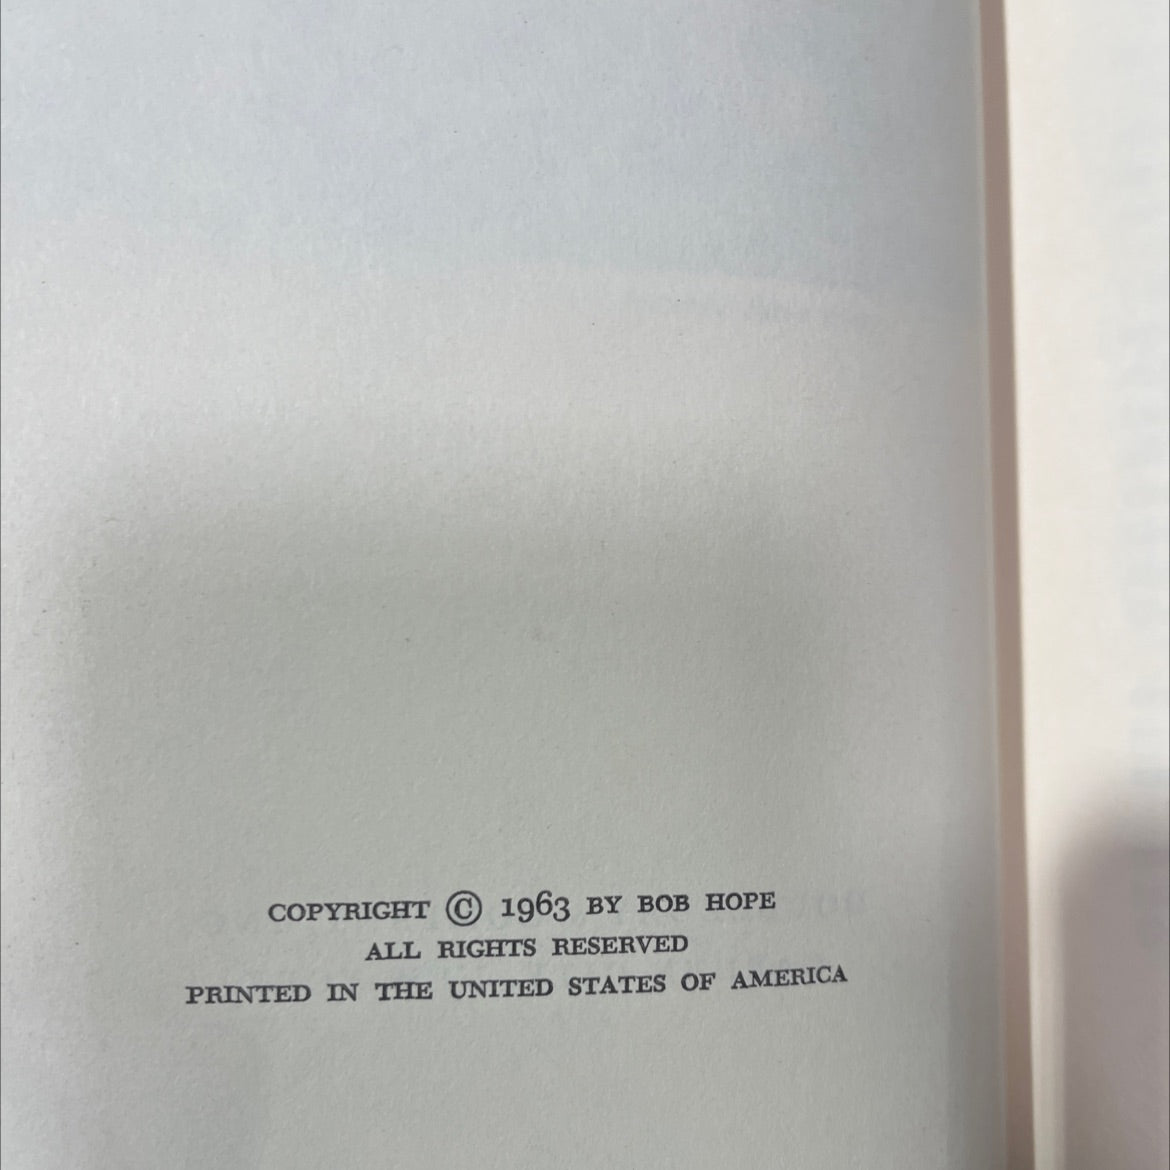 COPYRIGHT © 1963 BY BOB HOPE
ALL RIGHTS RESERVED
PRINTED IN THE UNITED STATES OF AMERICA